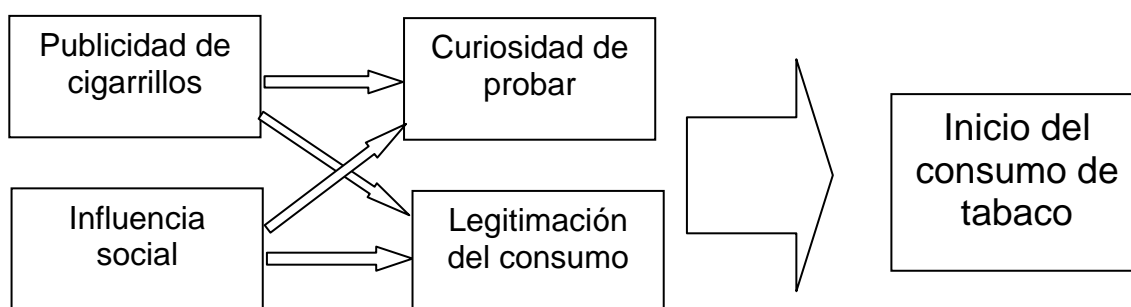 Publicidad de
cigarrillos
Curiosidad de
probar
Influencia
social
Legitimación
del consumo
Inicio del
consumo de
tabaco